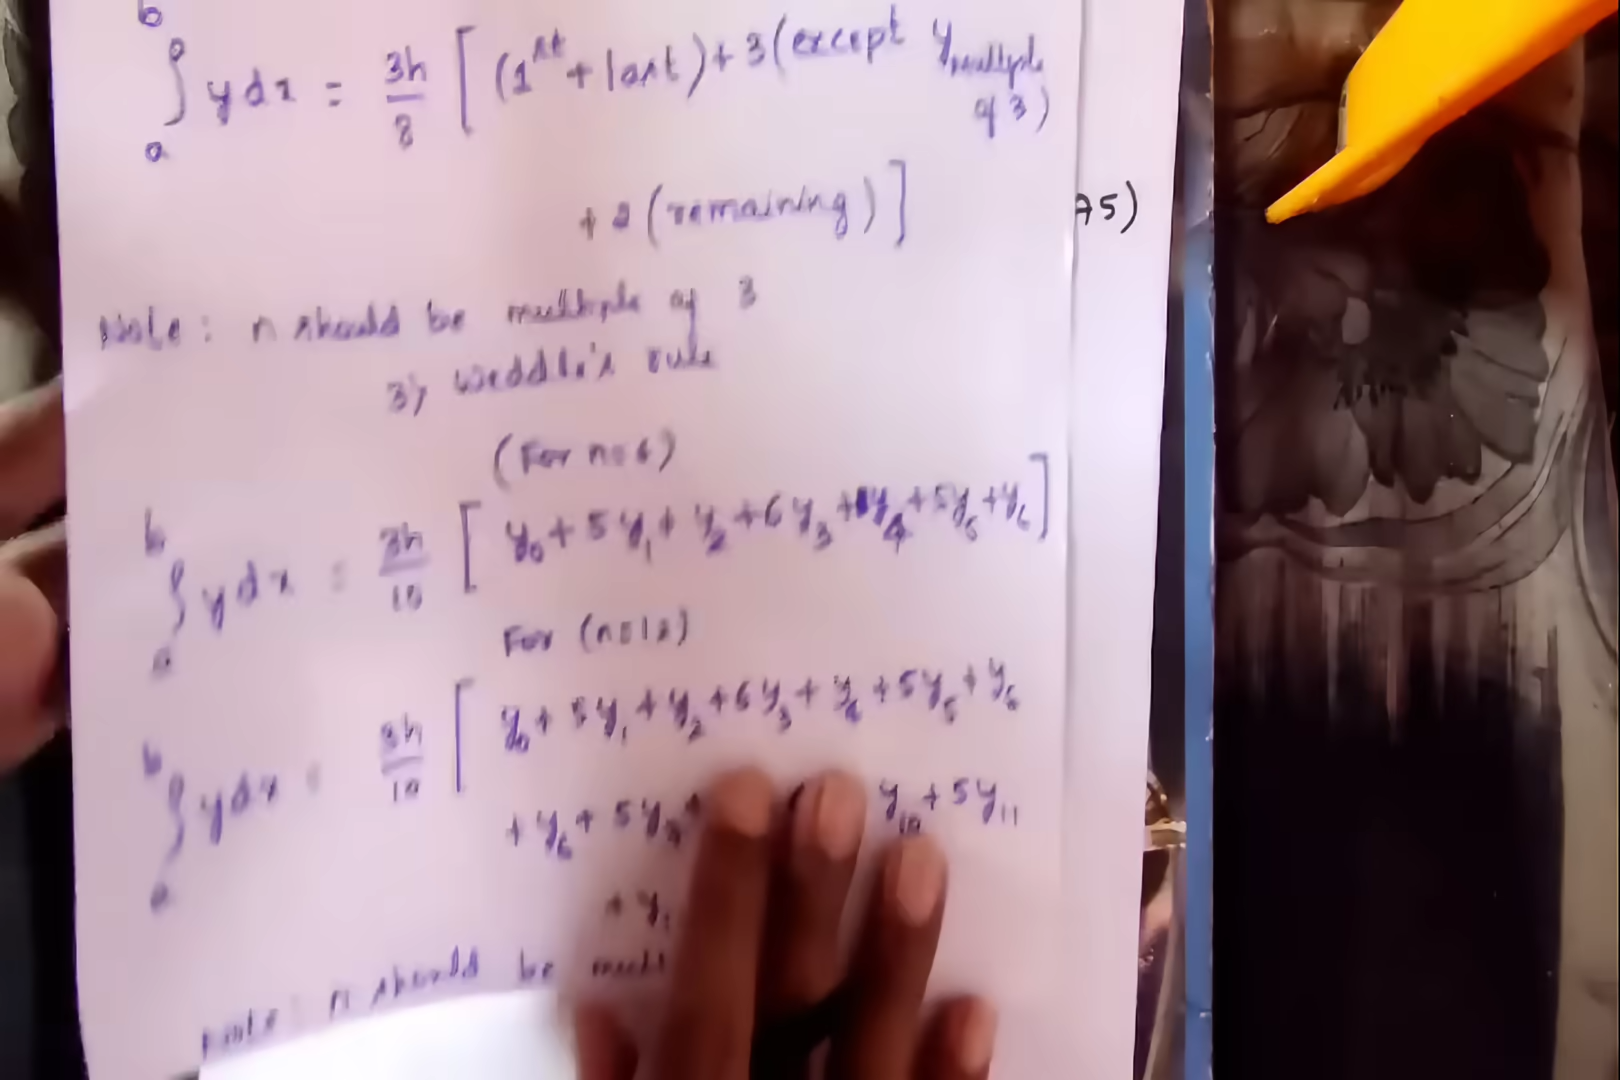 b
∫ y dx = 3h/8 [ (1st + last) + 3 (except y multiple of 3)
a
+ 2 (remaining) ]
75)
Note: n should be multiple of 3
3) Weddle's rule
(For n=6)
b
∫ y dx = 3h/10 [ y₀ + 5y₁ + y₂ + 6y₃ + y₄ + 5y₅ + y₆ ]
a
For (n=12)
b
∫ y dx = 3h/10 [ y₀ + 5y₁ + y₂ + 6y₃ + y₄ + 5y₅ + y₆
+ y₆ + 5y₇ + y₁₀ + 5y₁₁
a
+ y₁
Note: n should be mult